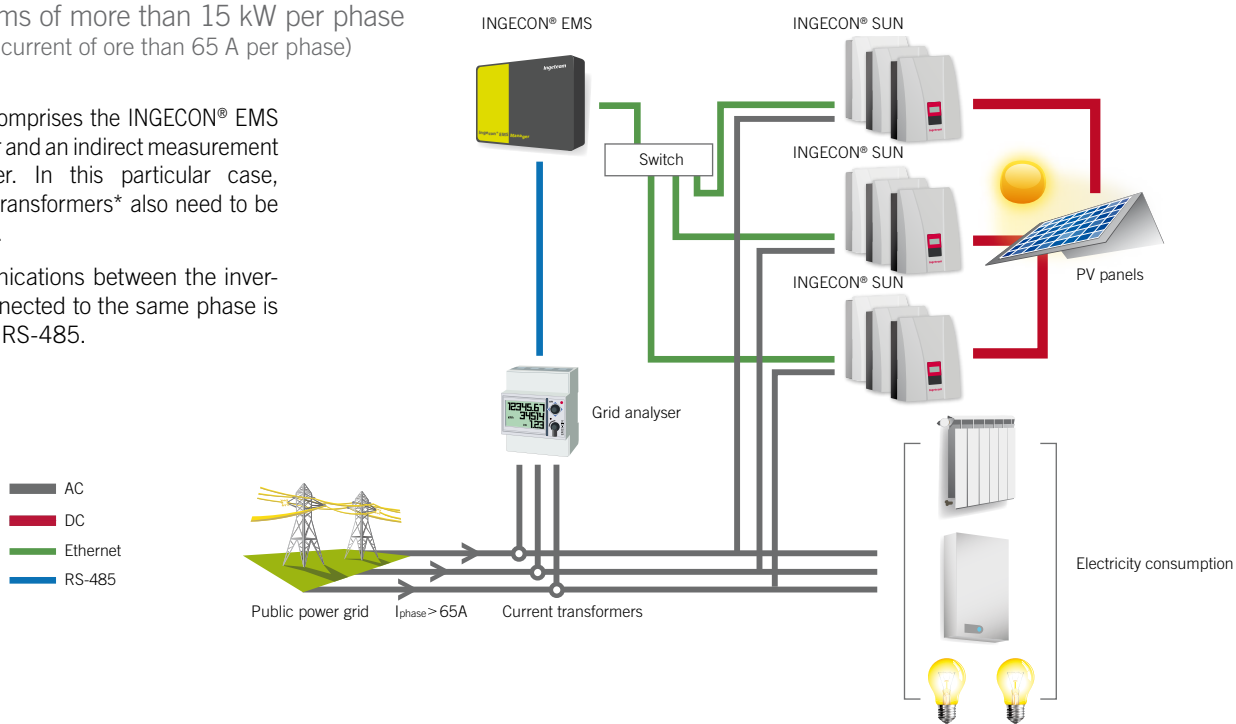 ms of more than 15 kW per phase
current of ore than 65 A per phase)
omprises the INGECON® EMS
r and an indirect measurement
er. In this particular case,
transformers* also need to be
nications between the inver-
nnected to the same phase is
RS-485.
AC
DC
Ethernet
RS-485
INGECON® EMS
Ingeteam
Switch
INGECON® SUN
INGECON® SUN
INGECON® SUN
PV panels
Grid analyser
Public power grid
Iphase>65A
Current transformers
Electricity consumption